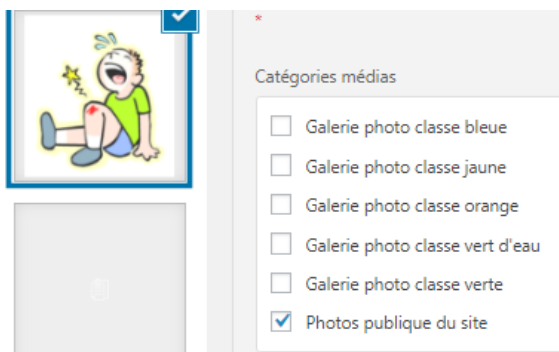 *
Catégories médias
Galerie photo classe bleue
Galerie photo classe jaune
Galerie photo classe orange
Galerie photo classe vert d'eau
Galerie photo classe verte
Photos publique du site